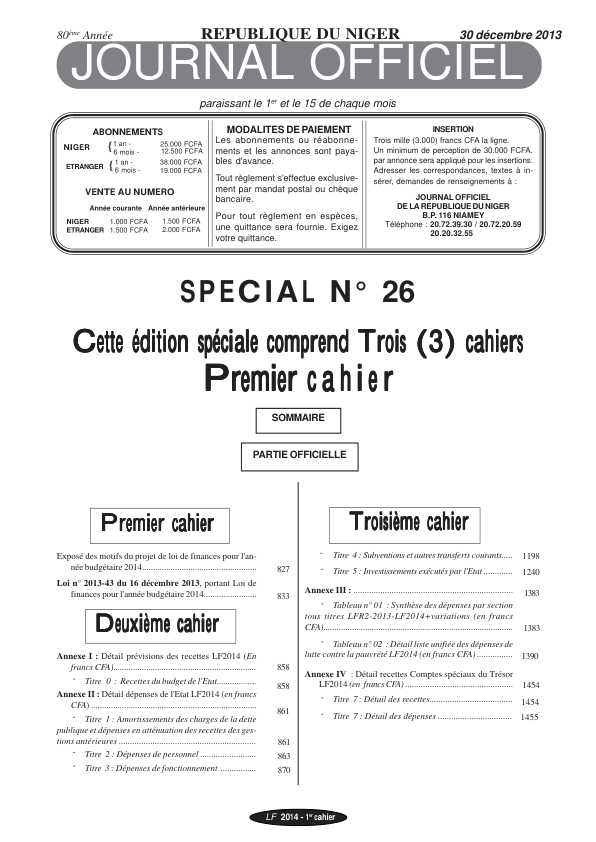 80ème Année
REPUBLIQUE DU NIGER
30 décembre 2013
JOURNAL OFFICIEL
paraissant le 1er et le 15 de chaque mois
ABONNEMENTS
NIGER { 1 an - 25.000 FCFA
6 mois - 12.500 FCFA
ETRANGER { 1 an - 38.000 FCFA
6 mois - 19.000 FCFA
VENTE AU NUMERO
Année courante Année antérieure
NIGER 1.000 FCFA 1.500 FCFA
ETRANGER 1.500 FCFA 2.000 FCFA
MODALITES DE PAIEMENT
Les abonnements ou réabonne-
ments et les annonces sont paya-
bles d'avance.
Tout règlement s'effectue exclusive-
ment par mandat postal ou chèque
bancaire.
Pour tout règlement en espèces,
une quittance sera fournie. Exigez
votre quittance.
INSERTION
Trois mille (3.000) francs CFA la ligne.
Un minimum de perception de 30.000 FCFA.
par annonce sera appliqué pour les insertions.
Adresser les correspondances, textes à in-
sérer, demandes de renseignements à :
JOURNAL OFFICIEL
DE LA REPUBLIQUE DU NIGER
B.P. 116 NIAMEY
Téléphone : 20.72.39.30 / 20.72.20.59
20.20.32.55
SPECIAL N° 26
Cette édition spéciale comprend Trois (3) cahiers
Premier cahier
SOMMAIRE
PARTIE OFFICIELLE
Premier cahier
Exposé des motifs du projet de loi de finances pour l'an-
née budgétaire 2014.................................................. 827
Loi n° 2013-43 du 16 décembre 2013, portant Loi de
finances pour l'année budgétaire 2014....................... 833
Deuxième cahier
Annexe I : Détail prévisions des recettes LF2014 (En
francs CFA)............................................................... 858
- Titre 0 : Recettes du budget de l'Etat................. 858
Annexe II : Détail dépenses de l'Etat LF2014 (en francs
CFA) ........................................................................ 861
- Titre 1 : Amortissements des charges de la dette
publique et dépenses en atténuation des recettes des ges-
tions antérieures ............................................................ 861
- Titre 2 : Dépenses de personnel ........................ 863
- Titre 3 : Dépenses de fonctionnement ................ 870
Troisième cahier
- Titre 4 : Subventions et autres transferts courants..... 1198
- Titre 5 : Investissements exécutés par l'Etat ............. 1240
Annexe III : ...................................................................... 1383
- Tableau n° 01 : Synthèse des dépenses par section
tous titres LFR2-2013-LF2014+variations (en francs
CFA)................................................................................... 1383
- Tableau n° 02 : Détail liste unifiée des dépenses de
lutte contre la pauvreté LF2014 (en francs CFA) ................ 1390
Annexe IV : Détail recettes Comptes spéciaux du Trésor
LF2014 (en francs CFA) ............................................... 1454
- Titre 7 : Détail des recettes.................................... 1454
- Titre 7 : Détail des dépenses ................................. 1455
LF 2014 - 1er cahier